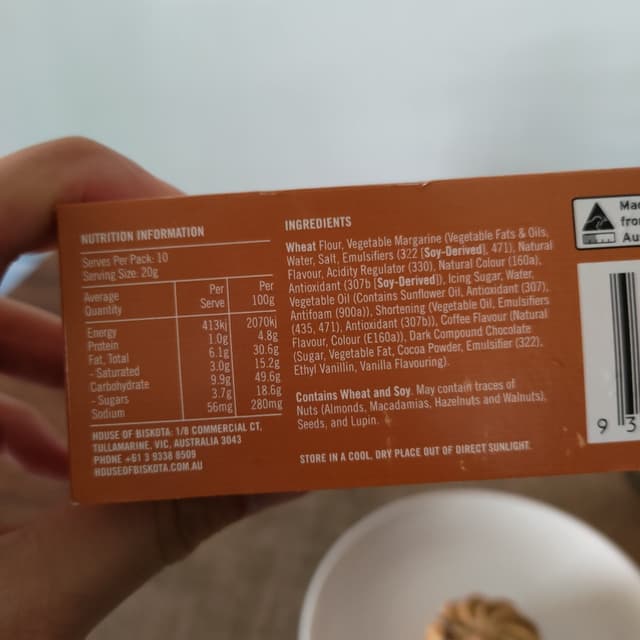 NUTRITION INFORMATION
Serves Per Pack: 10
Serving Size: 20g
Average Quantity Per Serve Per 100g
Energy 413kj 2070kj
Protein 1.0g 4.8g
Fat, Total 6.1g 30.6g
- Saturated 3.0g 15.2g
Carbohydrate 9.9g 49.6g
- Sugars 3.7g 18.6g
Sodium 56mg 280mg
HOUSE OF BISKOTA: 1/8 COMMERCIAL CT,
TULLAMARINE, VIC, AUSTRALIA 3043
PHONE +61 3 9338 8509
HOUSEOFBISKOTA.COM.AU
INGREDIENTS
Wheat Flour, Vegetable Margarine (Vegetable Fats & Oils,
Water, Salt, Emulsifiers (322 [Soy-Derived], 471), Natural
Flavour, Acidity Regulator (330), Natural Colour (160a),
Antioxidant (307b [Soy-Derived]), Icing Sugar, Water,
Vegetable Oil (Contains Sunflower Oil, Antioxidant (307),
Antifoam (900a)), Shortening (Vegetable Oil, Emulsifiers
(435, 471), Antioxidant (307b)), Coffee Flavour (Natural
Flavour, Colour (E160a)), Dark Compound Chocolate
(Sugar, Vegetable Fat, Cocoa Powder, Emulsifier (322),
Ethyl Vanillin, Vanilla Flavouring).
Contains Wheat and Soy. May contain traces of
Nuts (Almonds, Macadamias, Hazelnuts and Walnuts),
Seeds, and Lupin.
STORE IN A COOL, DRY PLACE OUT OF DIRECT SUNLIGHT.
Mad
fro
Au
9 3